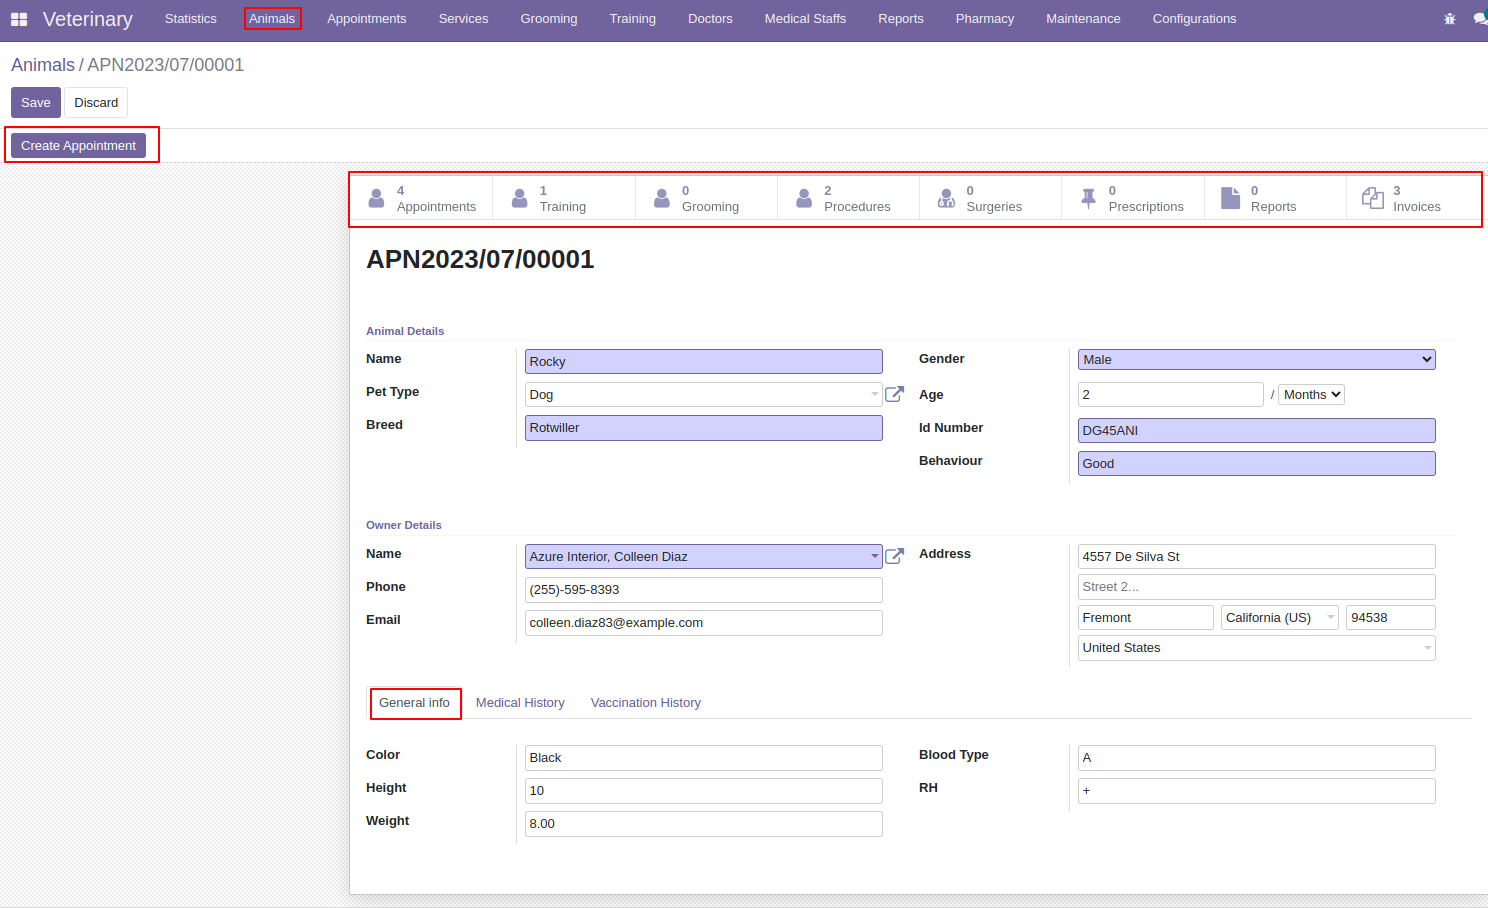 Veterinary Statistics Animals Appointments Services Grooming Training Doctors Medical Staffs Reports Pharmacy Maintenance Configurations
Animals / APN2023/07/00001
Save Discard
Create Appointment
4 1 0 2 0 0 0 3
Appointments Training Grooming Procedures Surgeries Prescriptions Reports Invoices
APN2023/07/00001
Animal Details
Name Rocky Gender Male
Pet Type Dog Age 2 / Months
Breed Rotwiller Id Number DG45ANI
Behaviour Good
Owner Details
Name Azure Interior, Colleen Diaz Address 4557 De Silva St
Phone (255)-595-8393 Street 2...
Email colleen.diaz83@example.com Fremont California (US) 94538
United States
General info Medical History Vaccination History
Color Black Blood Type A
Height 10 RH +
Weight 8.00